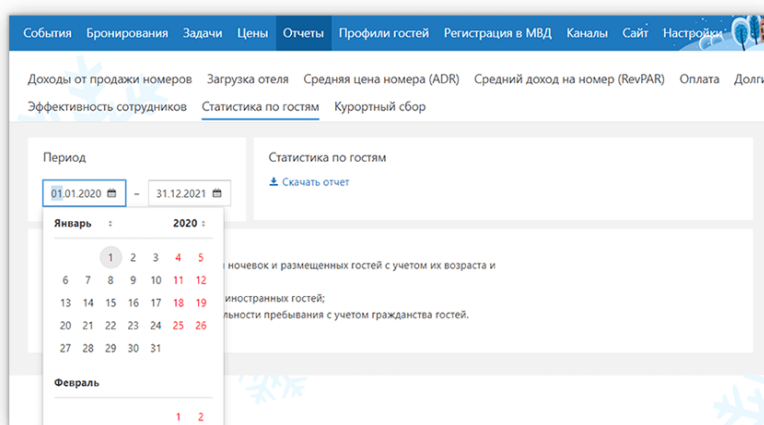 События Бронирования Задачи Цены Отчеты Профили гостей Регистрация в МВД Каналы Сайт Настройки
Доходы от продажи номеров Загрузка отеля Средняя цена номера (ADR) Средний доход на номер (RevPAR) Оплата Долги
Эффективность сотрудников Статистика по гостям Курортный сбор
Период
01.01.2020 – 31.12.2021
Статистика по гостям
Скачать отчет
Январь 2020
1 2 3 4 5
6 7 8 9 10 11 12
13 14 15 16 17 18 19
20 21 22 23 24 25 26
27 28 29 30 31
Февраль
1 2
ночевок и размещенных гостей с учетом их возраста и
иностранных гостей;
пребывания с учетом гражданства гостей.